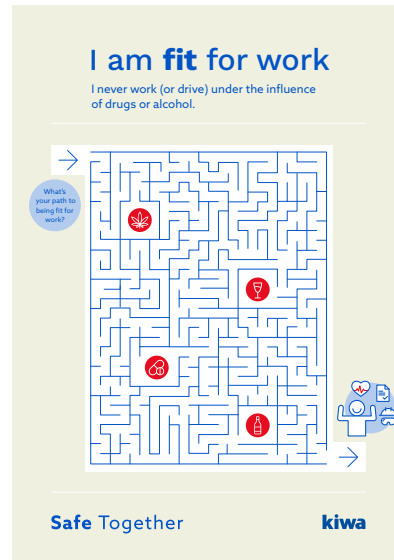 I am fit for work
I never work (or drive) under the influence
of drugs or alcohol.
What's
your path to
being fit for
work?
Safe Together
kiwa